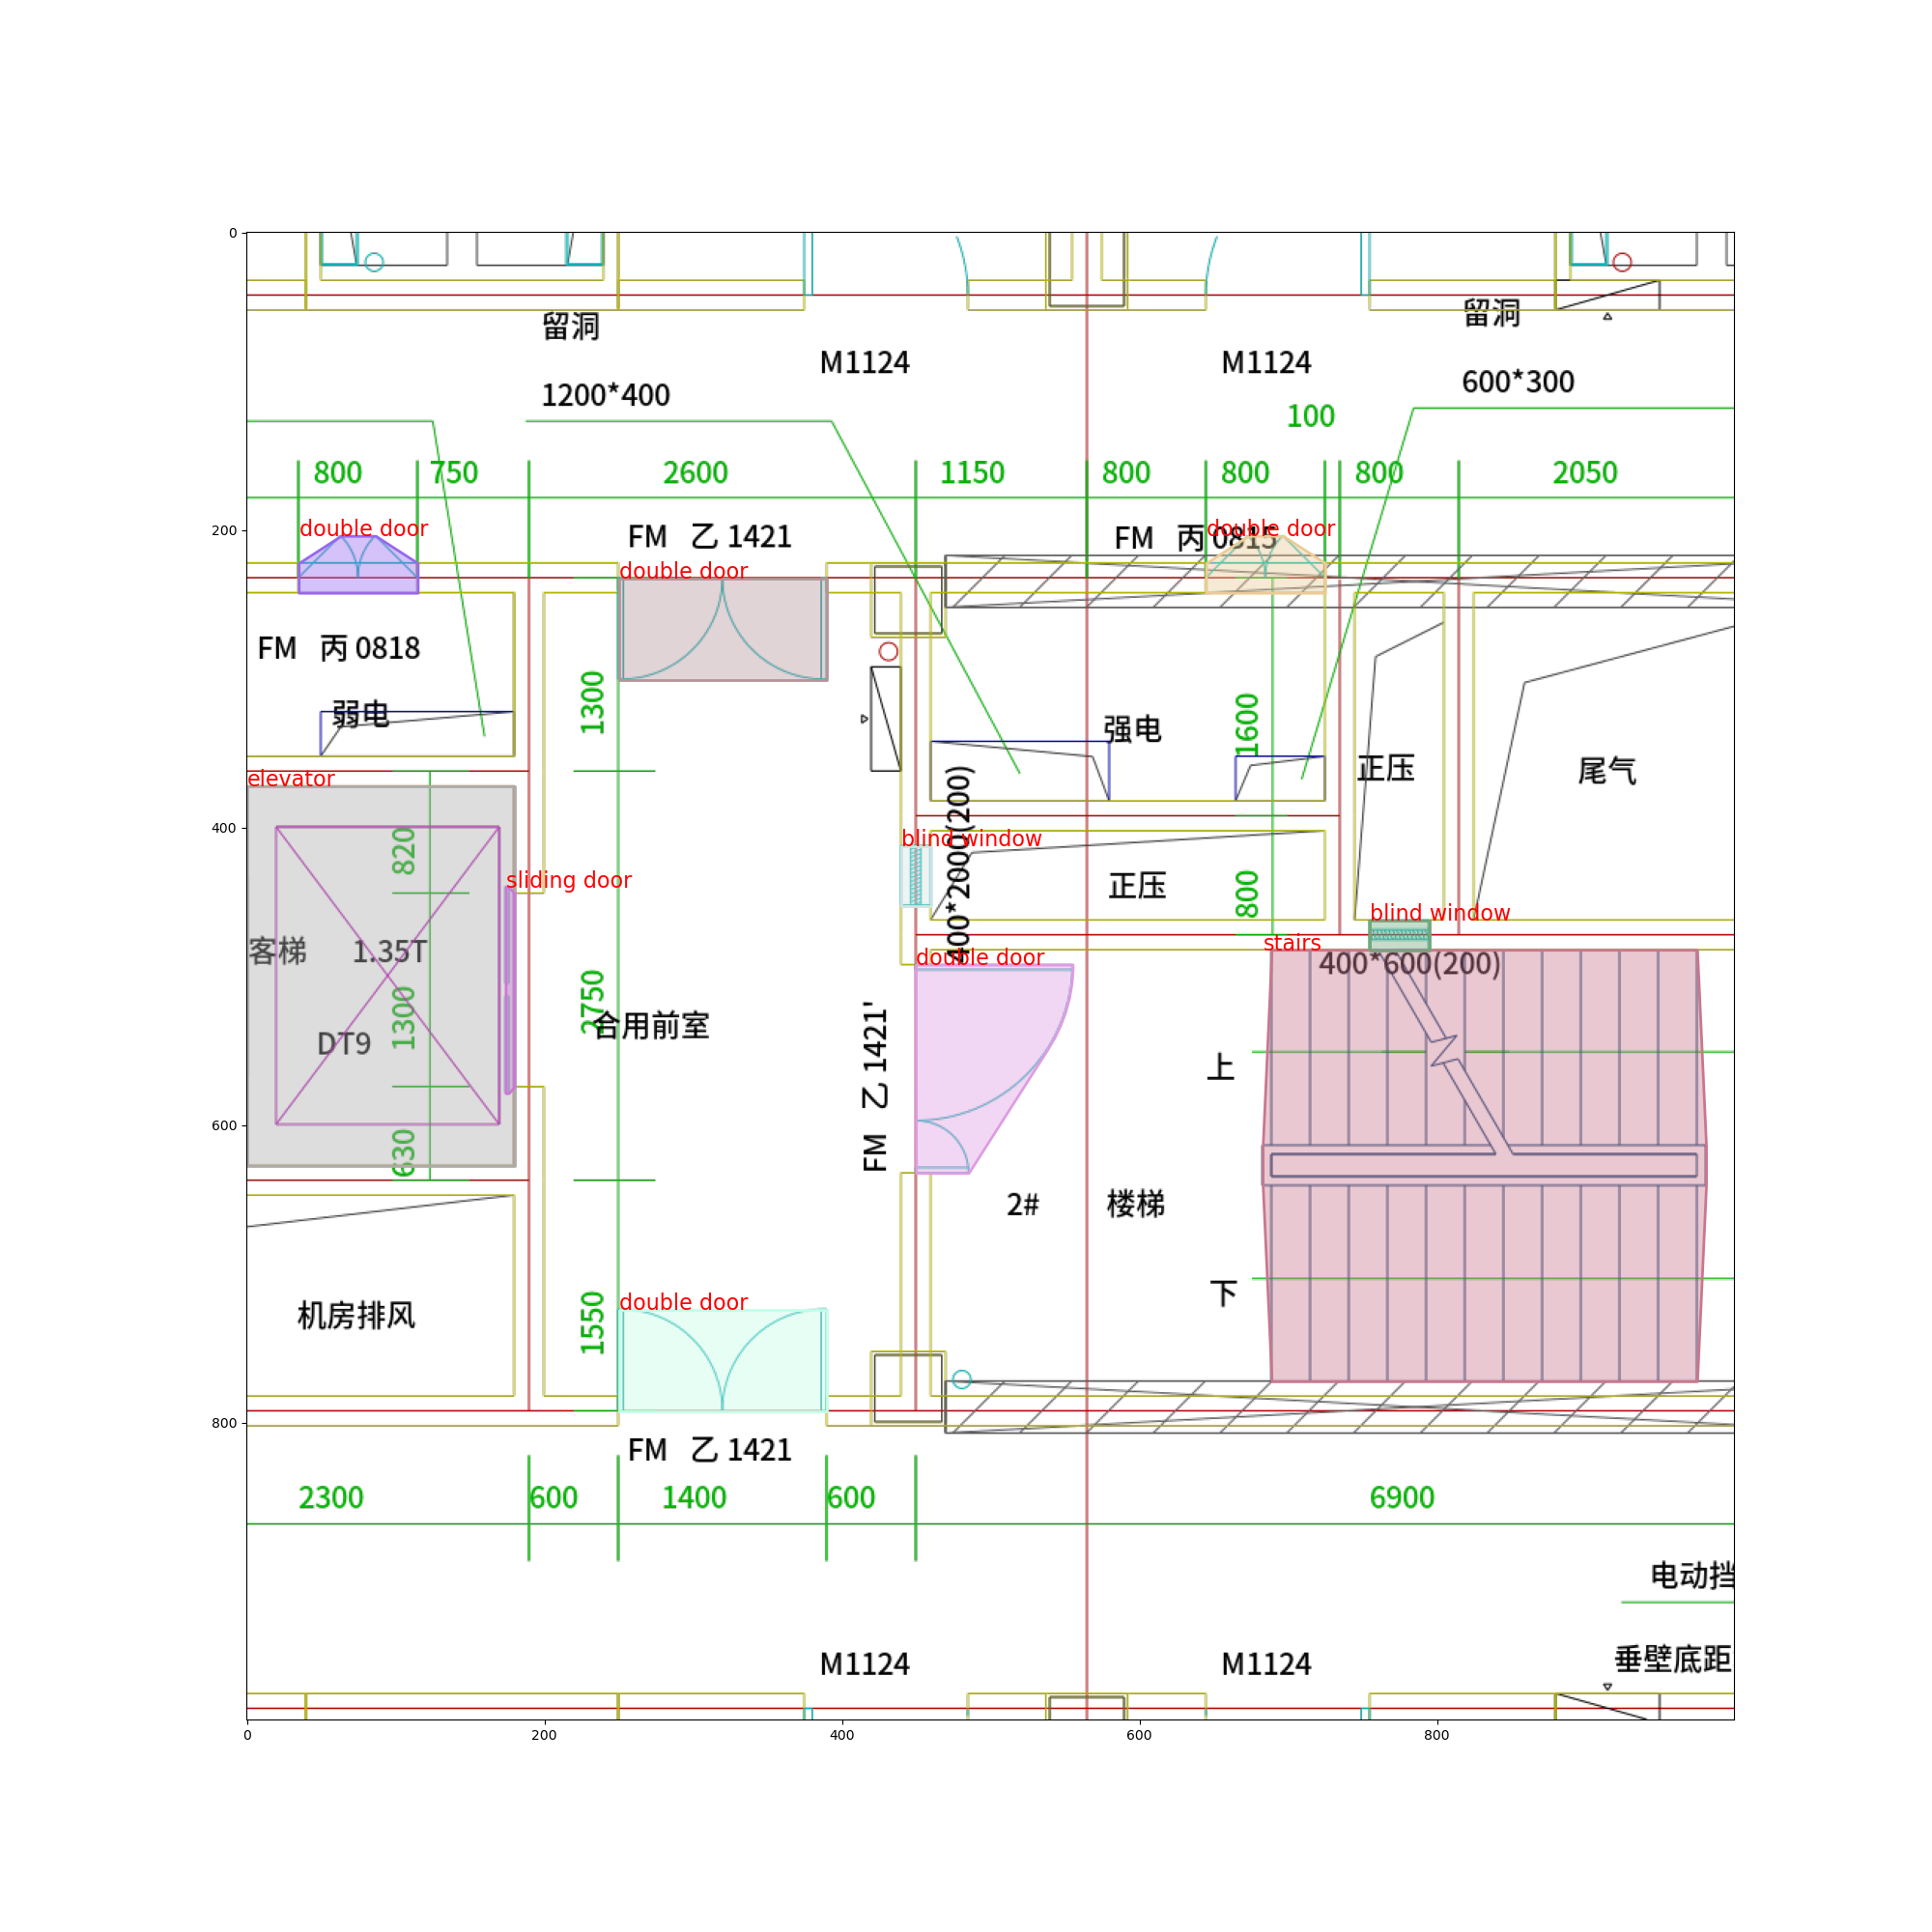 0
留洞
留洞
M1124
M1124
1200*400
600*300
100
800
750
2600
1150
800
800
800
2050
200
double door
FM 乙 1421
FM 丙 0815
double door
double door
FM 丙 0818
弱电
1300
1600
强电
正压
尾气
elevator
400
820
blind window
400*2000(200)
正压
800
sliding door
blind window
客梯 1.35T
double door
stairs
400*600(200)
1300
2750
DT9
合用前室
FM 乙 1421'
上
600
630
2# 楼梯
下
double door
机房排风
1550
800
FM 乙 1421
2300
600
1400
600
6900
电动挡
M1124
M1124
垂壁底距
0
200
400
600
800